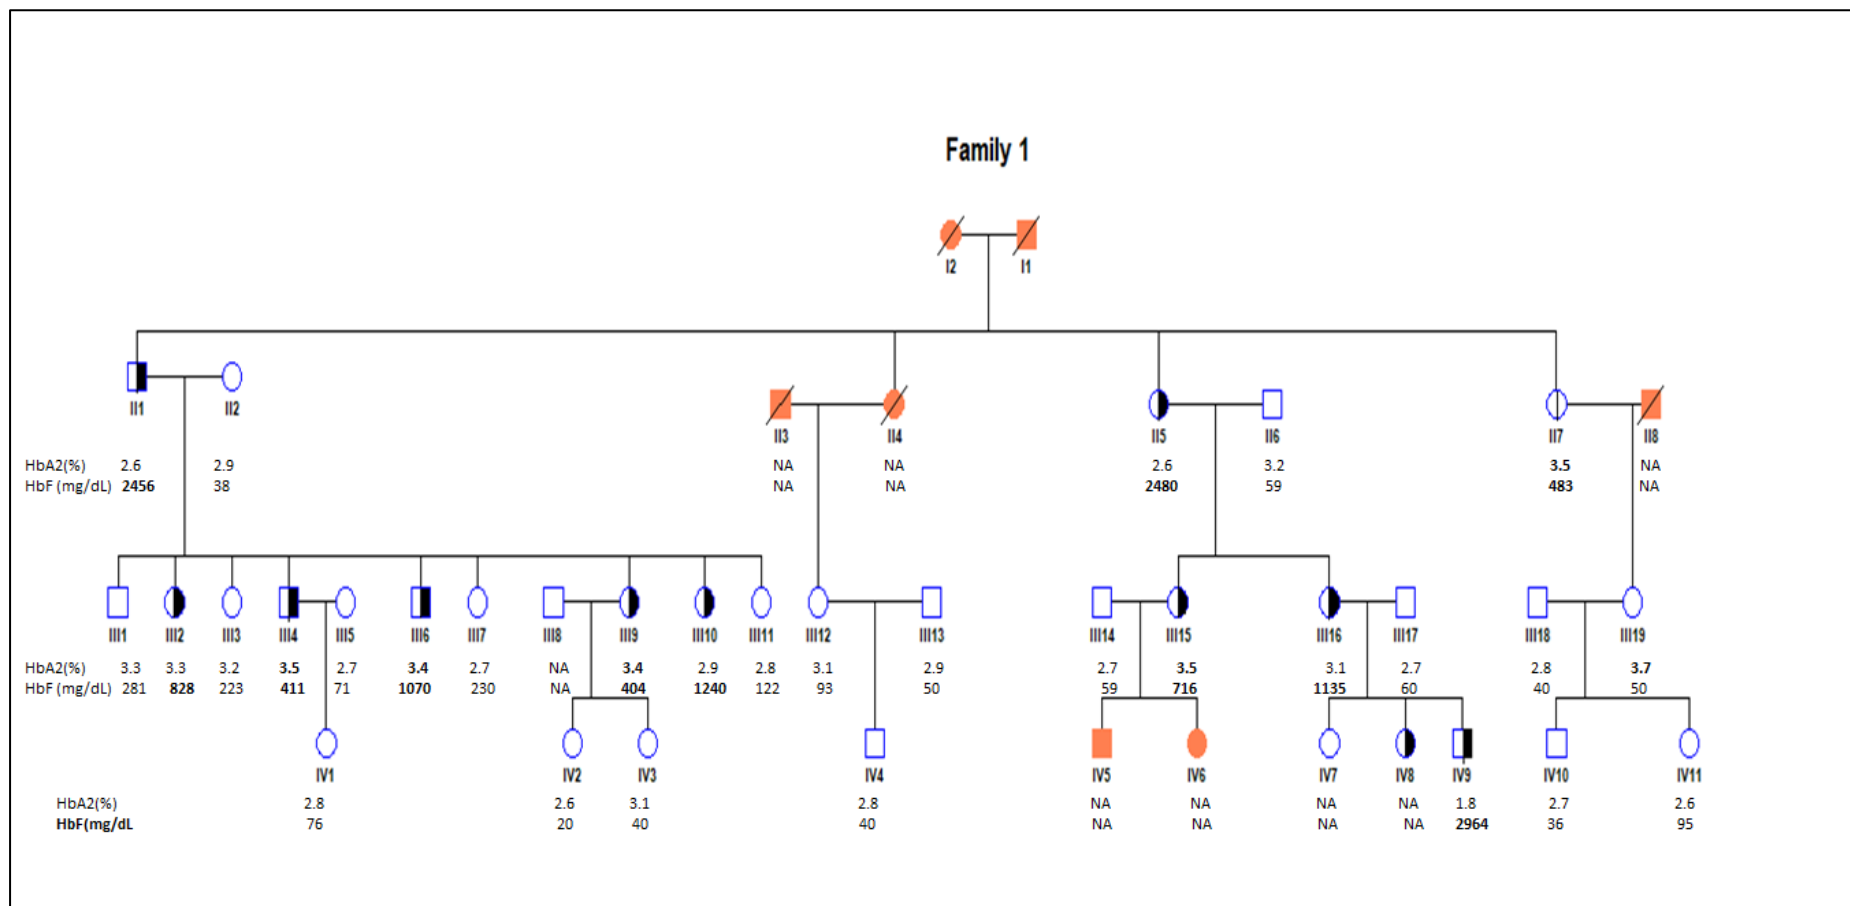 Family 1
I2 I1
II1 II2 II3 II4 II5 II6 II7 II8
HbA2(%) 2.6 2.9 NA NA 2.6 3.2 3.5 NA
HbF (mg/dL) 2456 38 NA NA 2480 59 483 NA
III1 III2 III3 III4 III5 III6 III7 III8 III9 III10 III11 III12 III13 III14 III15 III16 III17 III18 III19
HbA2(%) 3.3 3.3 3.2 3.5 2.7 3.4 2.7 NA 3.4 2.9 2.8 3.1 2.9 2.7 3.5 3.1 2.7 2.8 3.7
HbF (mg/dL) 281 828 223 411 71 1070 230 NA 404 1240 122 93 50 59 716 1135 60 40 50
IV1 IV2 IV3 IV4 IV5 IV6 IV7 IV8 IV9 IV10 IV11
HbA2(%) 2.8 2.6 3.1 2.8 NA NA NA NA 1.8 2.7 2.6
HbF(mg/dL 76 20 40 40 NA NA NA NA 2964 36 95